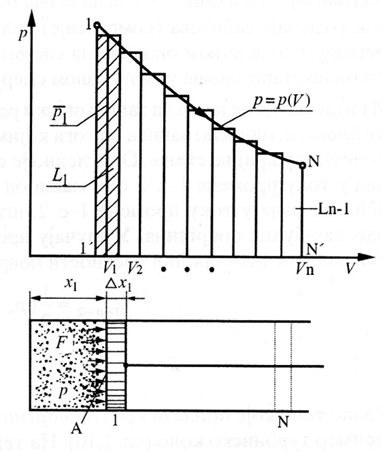 p
1
p̅₁
p = p(V)
L₁
N
Ln-1
1'
N'
V₁ V₂ • • • Vn V
x₁ Δx₁
F
p
A 1 N